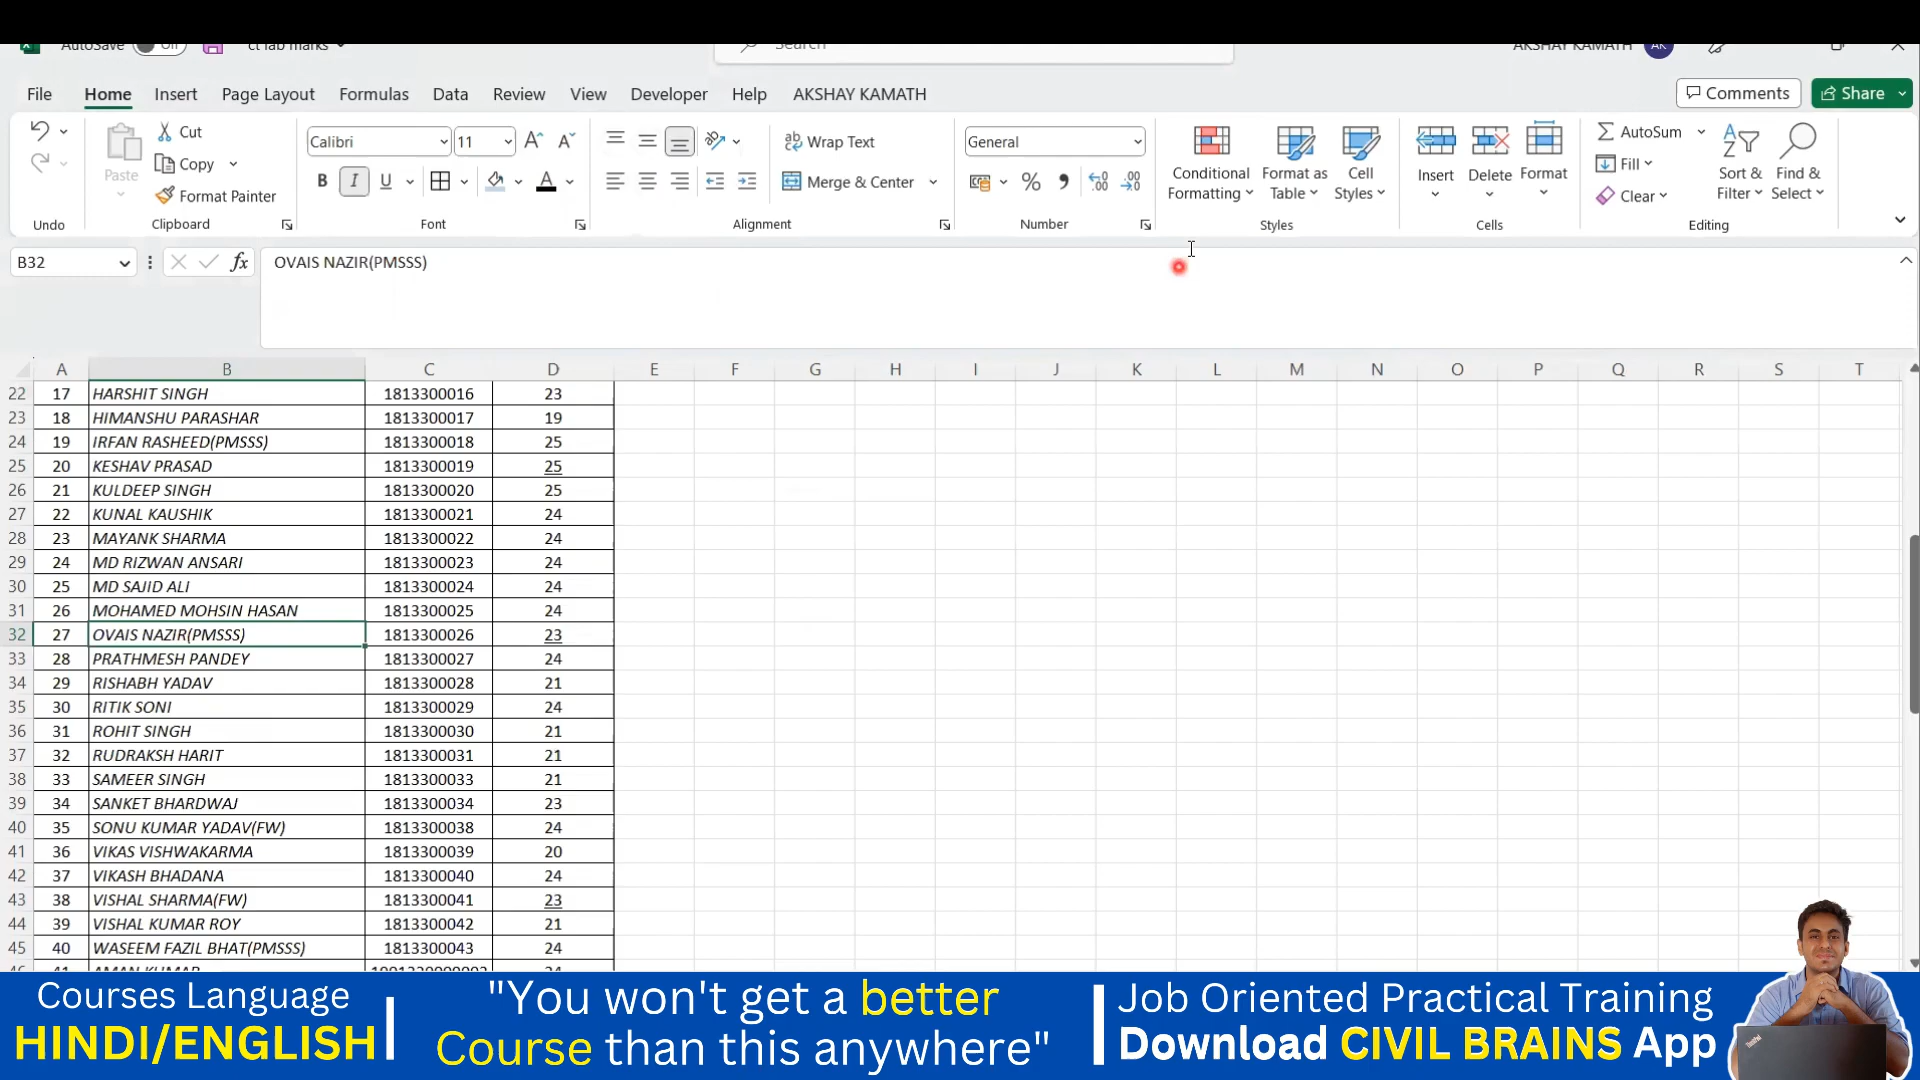 AutoSave Off ct lab marks Search AKSHAY KAMATH AK
File Home Insert Page Layout Formulas Data Review View Developer Help AKSHAY KAMATH Comments Share
Paste Cut Copy Format Painter
Calibri 11
B I U A
Wrap Text
Merge & Center
General
Conditional Formatting Format as Table Cell Styles
Insert Delete Format
AutoSum Fill Clear
Sort & Filter Find & Select
Undo Clipboard Font Alignment Number Styles Cells Editing
B32 fx OVAIS NAZIR(PMSSS)
A B C D E F G H I J K L M N O P Q R S T
22 17 HARSHIT SINGH 1813300016 23
23 18 HIMANSHU PARASHAR 1813300017 19
24 19 IRFAN RASHEED(PMSSS) 1813300018 25
25 20 KESHAV PRASAD 1813300019 25
26 21 KULDEEP SINGH 1813300020 25
27 22 KUNAL KAUSHIK 1813300021 24
28 23 MAYANK SHARMA 1813300022 24
29 24 MD RIZWAN ANSARI 1813300023 24
30 25 MD SAJID ALI 1813300024 24
31 26 MOHAMED MOHSIN HASAN 1813300025 24
32 27 OVAIS NAZIR(PMSSS) 1813300026 23
33 28 PRATHMESH PANDEY 1813300027 24
34 29 RISHABH YADAV 1813300028 21
35 30 RITIK SONI 1813300029 24
36 31 ROHIT SINGH 1813300030 21
37 32 RUDRAKSH HARIT 1813300031 21
38 33 SAMEER SINGH 1813300033 21
39 34 SANKET BHARDWAJ 1813300034 23
40 35 SONU KUMAR YADAV(FW) 1813300038 24
41 36 VIKAS VISHWAKARMA 1813300039 20
42 37 VIKASH BHADANA 1813300040 24
43 38 VISHAL SHARMA(FW) 1813300041 23
44 39 VISHAL KUMAR ROY 1813300042 21
45 40 WASEEM FAZIL BHAT(PMSSS) 1813300043 24
46 41 AMAN KUMAR 24
Courses Language
HINDI/ENGLISH
"You won't get a better
Course than this anywhere"
Job Oriented Practical Training
Download CIVIL BRAINS App